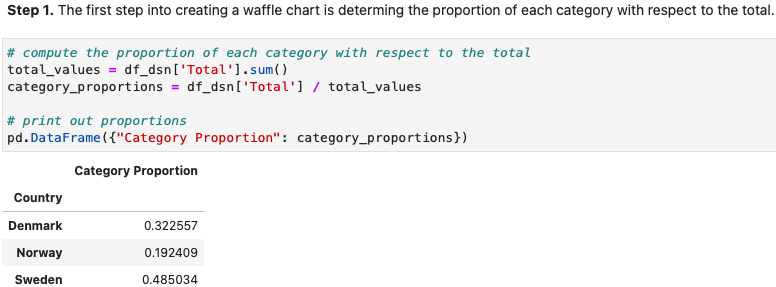 Step 1. The first step into creating a waffle chart is determing the proportion of each category with respect to the total.
# compute the proportion of each category with respect to the total
total_values = df_dsn['Total'].sum()
category_proportions = df_dsn['Total'] / total_values
# print out proportions
pd.DataFrame({"Category Proportion": category_proportions})
Category Proportion
Country
Denmark 0.322557
Norway 0.192409
Sweden 0.485034